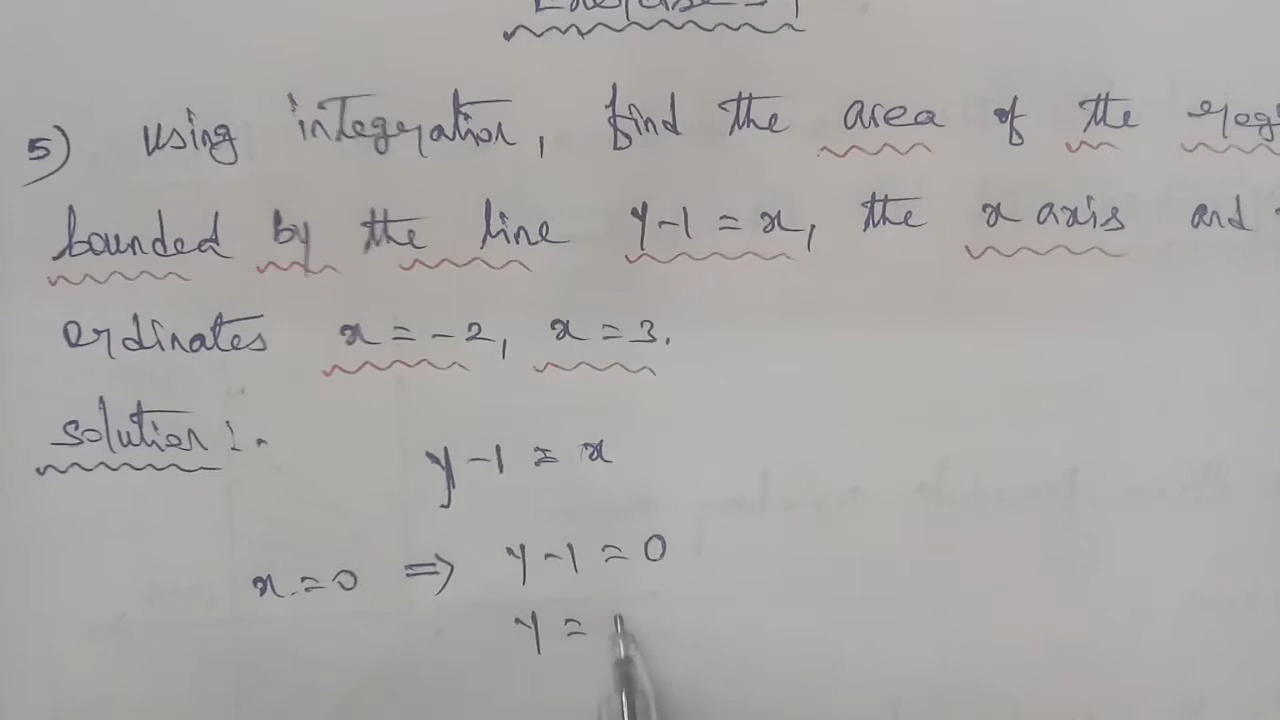 5) using integration, find the area of the
bounded by the line y-1 = x, the x axis and
ordinates x = -2, x = 3.
solution :-
y-1 = x
x = 0 ⇒ y-1 = 0
y =